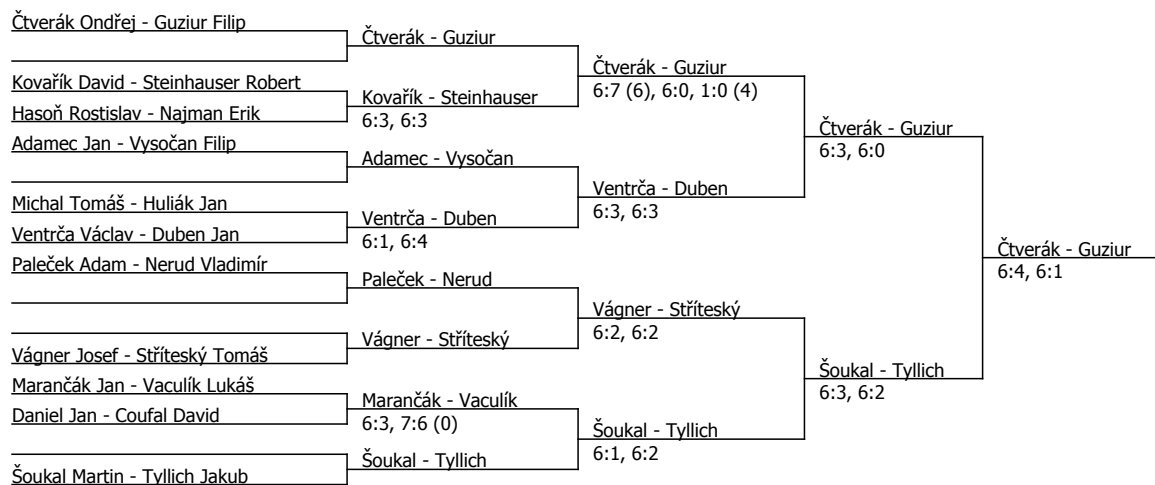 Čtverák Ondřej - Guziur Filip
Kovařík David - Steinhauser Robert
Hasoň Rostislav - Najman Erik
Adamec Jan - Vysočan Filip
Michal Tomáš - Huliák Jan
Ventrča Václav - Duben Jan
Paleček Adam - Nerud Vladimír
Vágner Josef - Stříteský Tomáš
Marančák Jan - Vaculík Lukáš
Daniel Jan - Coufal David
Šoukal Martin - Tyllich Jakub
Čtverák - Guziur
Kovařík - Steinhauser
6:3, 6:3
Adamec - Vysočan
Ventrča - Duben
6:1, 6:4
Paleček - Nerud
Vágner - Stříteský
Marančák - Vaculík
6:3, 7:6 (0)
Šoukal - Tyllich
Čtverák - Guziur
6:7 (6), 6:0, 1:0 (4)
Ventrča - Duben
6:3, 6:3
Vágner - Stříteský
6:2, 6:2
Šoukal - Tyllich
6:1, 6:2
Čtverák - Guziur
6:3, 6:0
Šoukal - Tyllich
6:3, 6:2
Čtverák - Guziur
6:4, 6:1